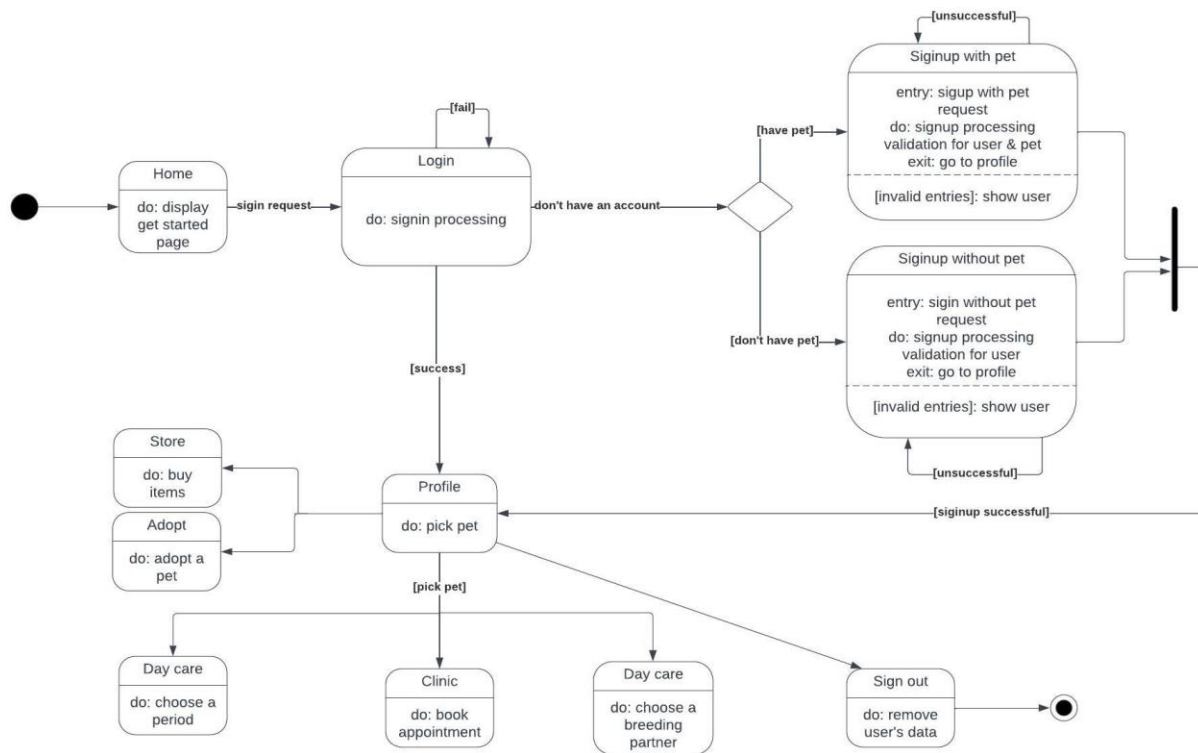 [unsuccessful]
Siginup with pet
entry: sigup with pet
request
do: signup processing
validation for user & pet
exit: go to profile
[invalid entries]: show user
[fail]
[have pet]
Login
do: signin processing
Home
do: display
get started
page
sigin request
don't have an account
Siginup without pet
entry: sigin without pet
request
do: signup processing
validation for user
exit: go to profile
[invalid entries]: show user
[don't have pet]
[success]
[unsuccessful]
Store
do: buy
items
Adopt
do: adopt a
pet
Profile
do: pick pet
[siginup successful]
[pick pet]
Day care
do: choose a
period
Clinic
do: book
appointment
Day care
do: choose a
breeding
partner
Sign out
do: remove
user's data